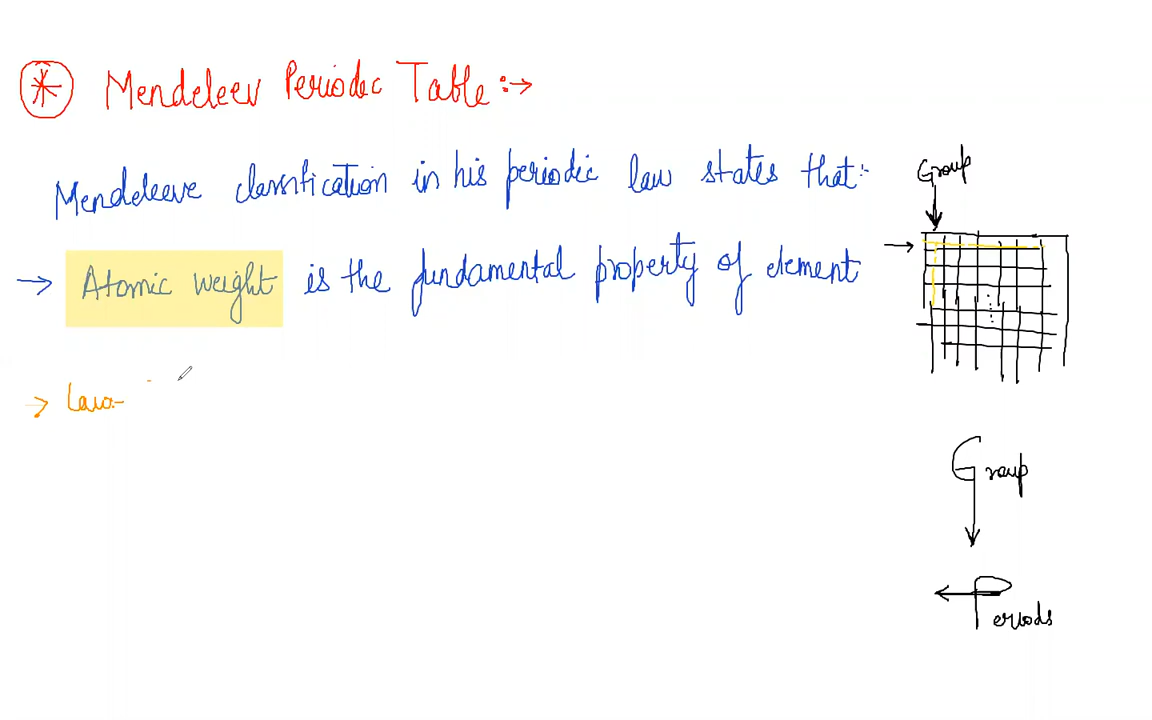 * Mendeleev Periodic Table :→
Mendeleeve classification in his periodic law states that:-
→ Atomic weight is the fundamental property of element
→ Law:-
Group
Group
Periods